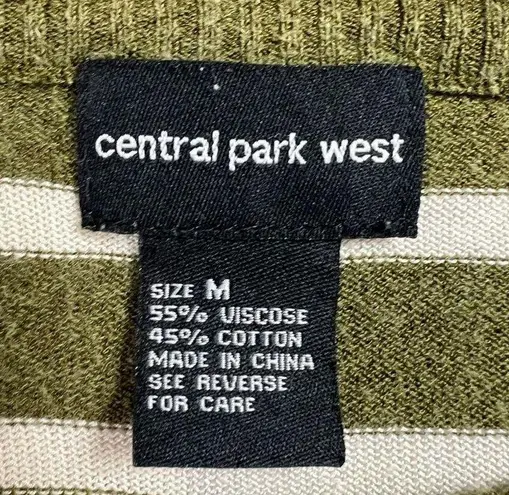 central park west
SIZE M
55% VISCOSE
45% COTTON
MADE IN CHINA
SEE REVERSE
FOR CARE